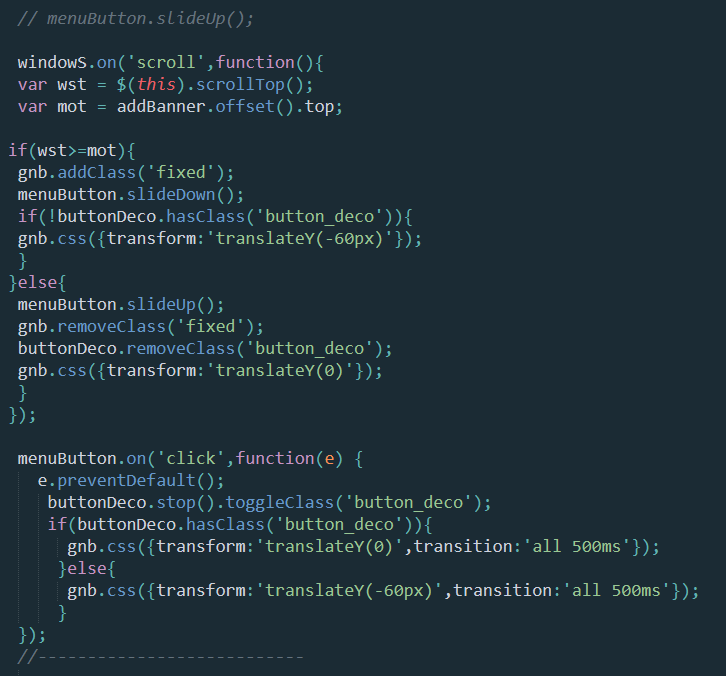 // menuButton.slideUp();
windowS.on('scroll',function(){
var wst = $(this).scrollTop();
var mot = addBanner.offset().top;
if(wst>=mot){
gnb.addClass('fixed');
menuButton.slideDown();
if(!buttonDeco.hasClass('button_deco')){
gnb.css({transform:'translateY(-60px)'});
}
}else{
menuButton.slideUp();
gnb.removeClass('fixed');
buttonDeco.removeClass('button_deco');
gnb.css({transform:'translateY(0)'});
}
});
menuButton.on('click',function(e) {
e.preventDefault();
buttonDeco.stop().toggleClass('button_deco');
if(buttonDeco.hasClass('button_deco')){
gnb.css({transform:'translateY(0)',transition:'all 500ms'});
}else{
gnb.css({transform:'translateY(-60px)',transition:'all 500ms'});
}
});
//---------------------------